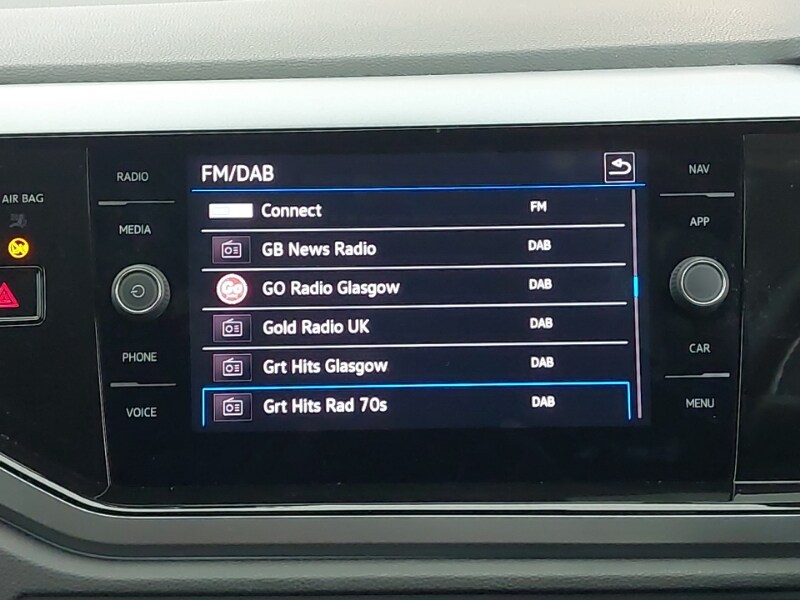 FM/DAB
Connect FM
GB News Radio DAB
Go
GO Radio Glasgow DAB
Gold Radio UK DAB
Grt Hits Glasgow DAB
Grt Hits Rad 70s DAB
AIR BAG
RADIO
MEDIA
PHONE
VOICE
NAV
APP
CAR
MENU